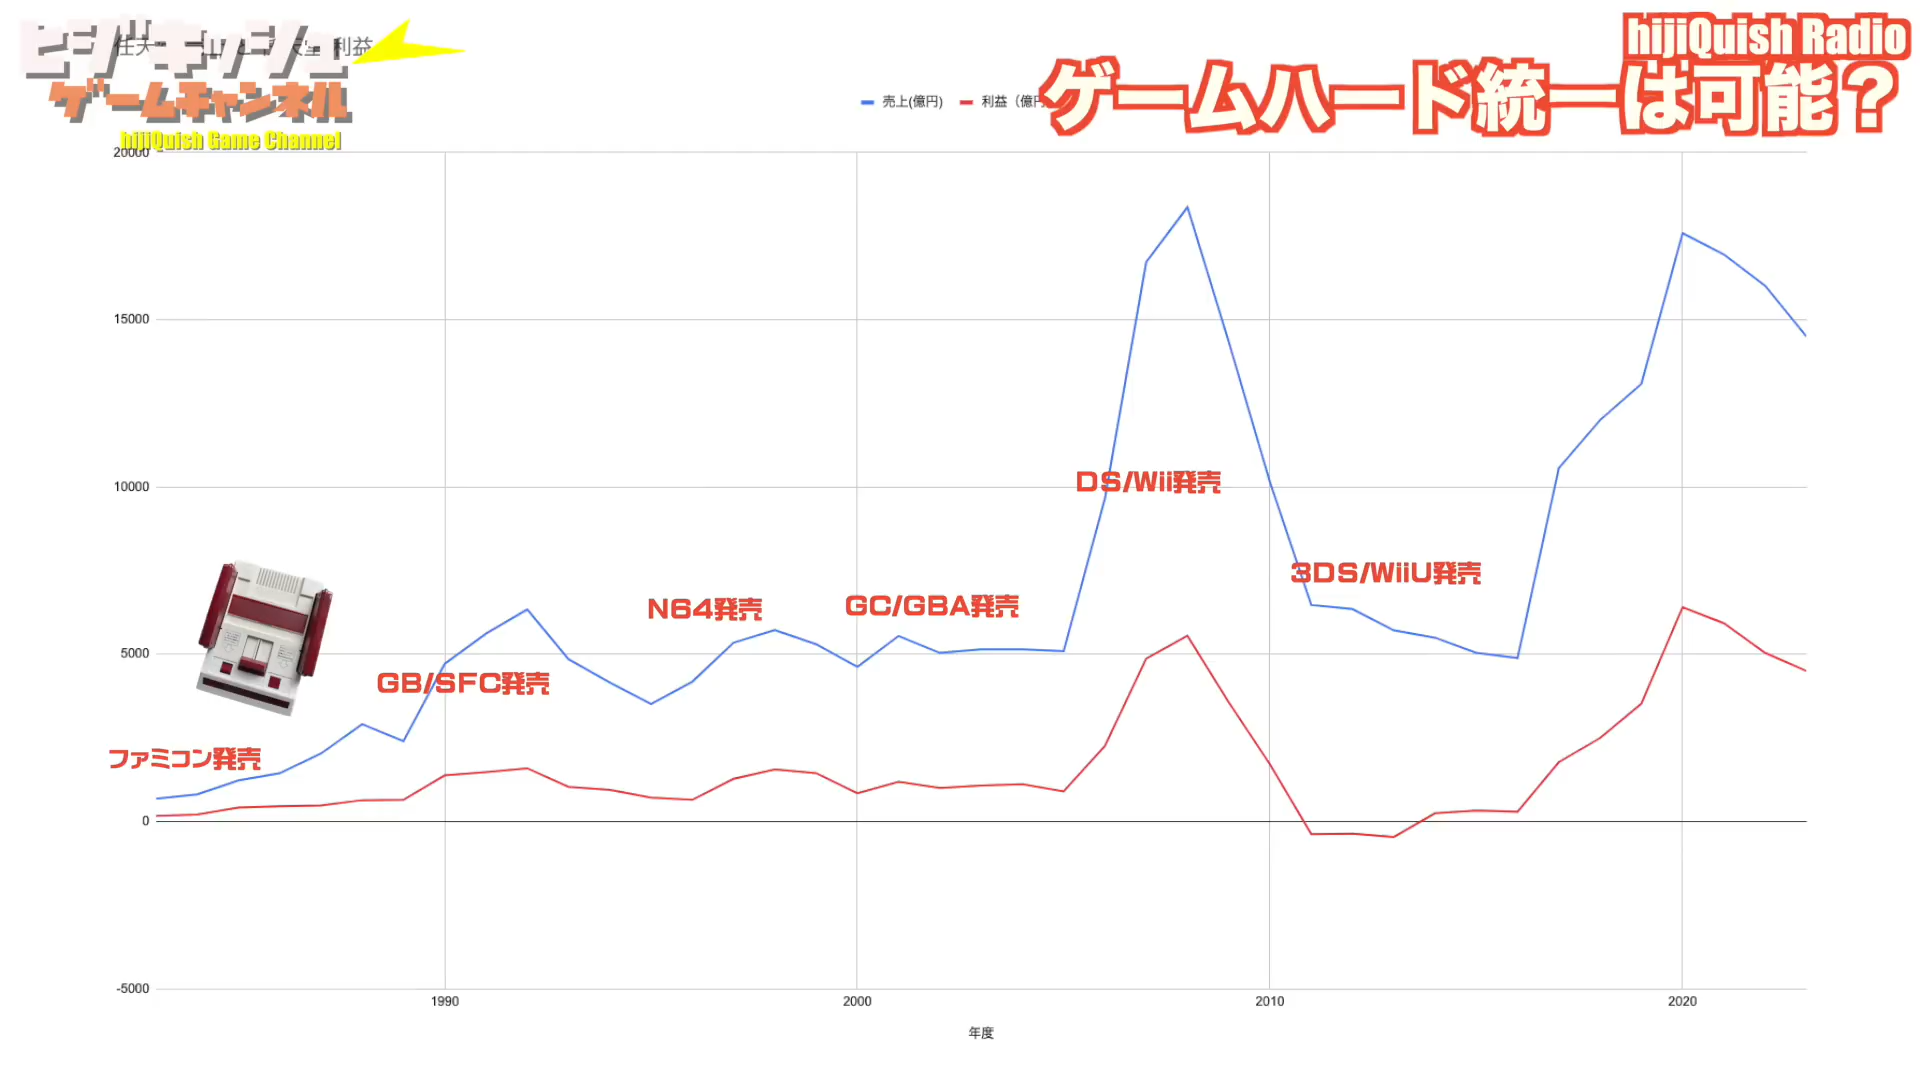 ヒジキッシュ
ゲームチャンネル
hijiQuish Game Channel
hijiQuish Radio
ゲームハード統一は可能？
売上(億円)
利益（億円
20000
15000
10000
5000
0
-5000
DS/Wii発売
3DS/WiiU発売
N64発売
GC/GBA発売
GB/SFC発売
ファミコン発売
1990
2000
2010
2020
年度